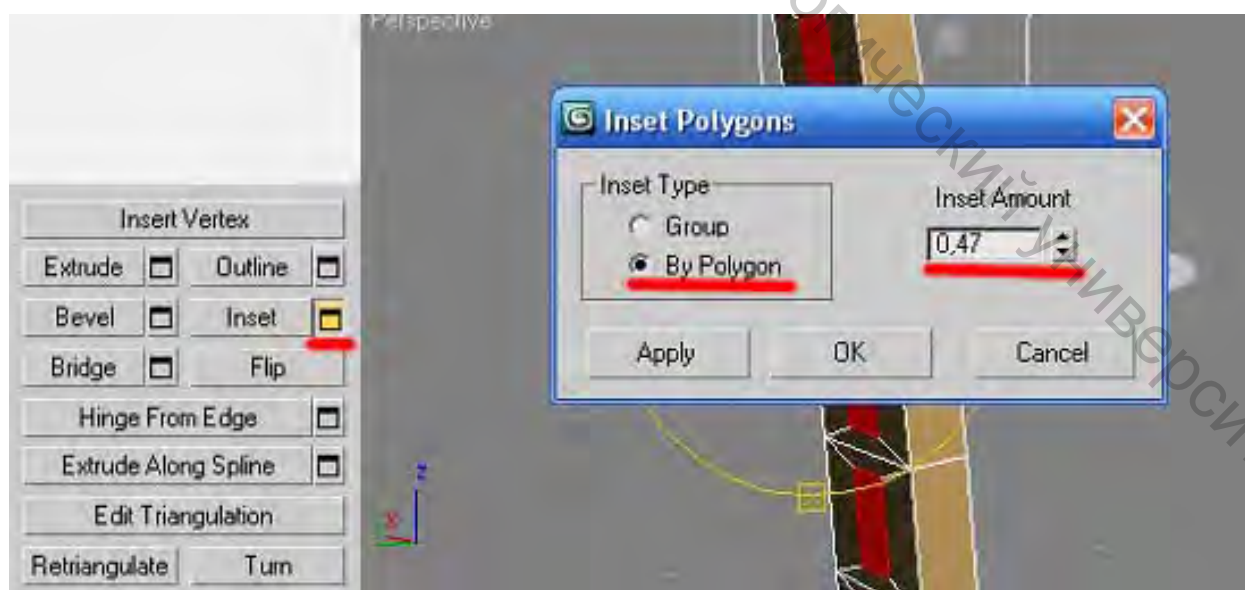 Perspective
Inset Polygons
Inset Type
Group
By Polygon
Inset Amount
0,47
Apply
OK
Cancel
Insert Vertex
Extrude
Outline
Bevel
Inset
Bridge
Flip
Hinge From Edge
Extrude Along Spline
Edit Triangulation
Retriangulate
Turn
z
x